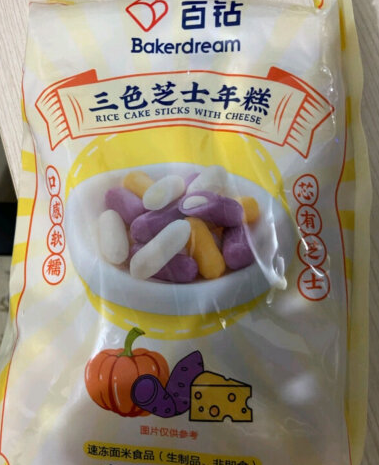 百钻
Bakerdream
三色芝士年糕
RICE CAKE STICKS WITH CHEESE
口感软糯
芯有芝士
图片仅供参考
速冻面米食品（生制品、非即食）